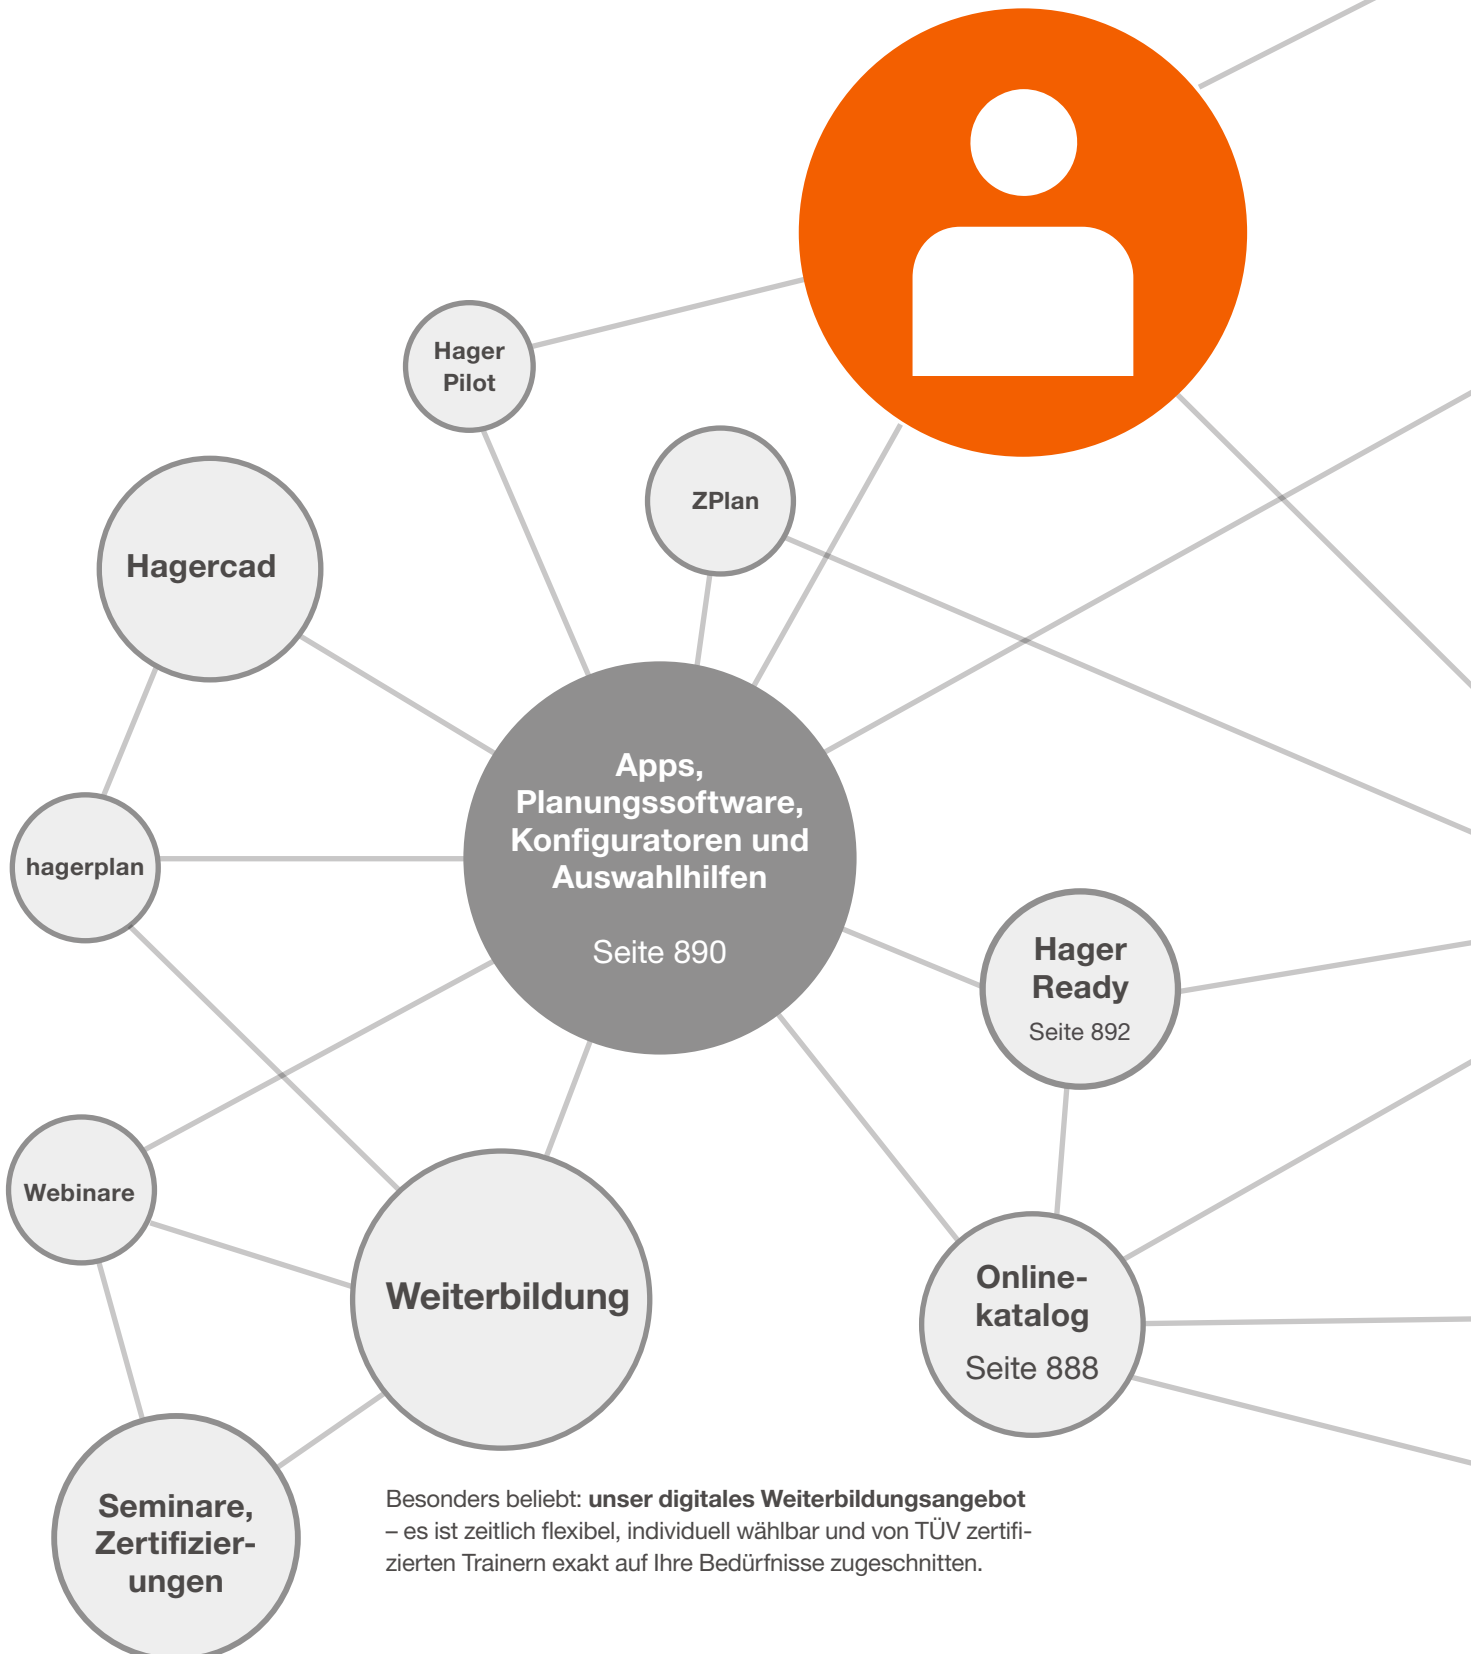 Hager
Pilot
ZPlan
Hagercad
Apps,
Planungssoftware,
Konfiguratoren und
Auswahlhilfen
Seite 890
hagerplan
Hager
Ready
Seite 892
Webinare
Weiterbildung
Online-
katalog
Seite 888
Seminare,
Zertifizier-
ungen
Besonders beliebt: unser digitales Weiterbildungsangebot
– es ist zeitlich flexibel, individuell wählbar und von TÜV zertifi-
zierten Trainern exakt auf Ihre Bedürfnisse zugeschnitten.